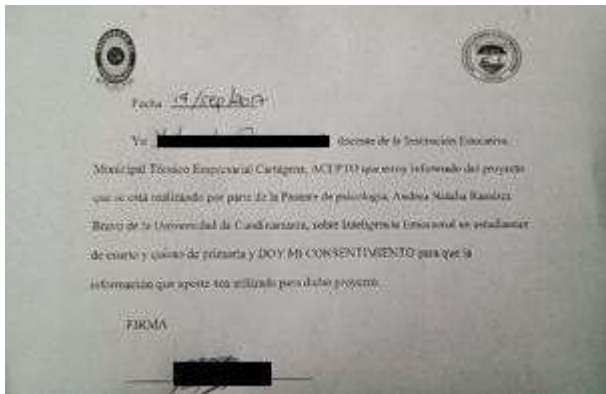 Fecha 19/sep/2017
Yo docente de la Institución Educativa
Municipal Técnico Empresarial Cartagena, ACEPTO que estoy informado del proyecto
que se está realizando por parte de la Pasante de psicología, Andrea Natalia Ramírez
Bravo de la Universidad de Cundinamarca, sobre Inteligencia Emocional en estudiantes
de cuarto y quinto de primaria y DOY MI CONSENTIMIENTO para que la
información que aporte sea utilizada para dicho proyecto.
FIRMA